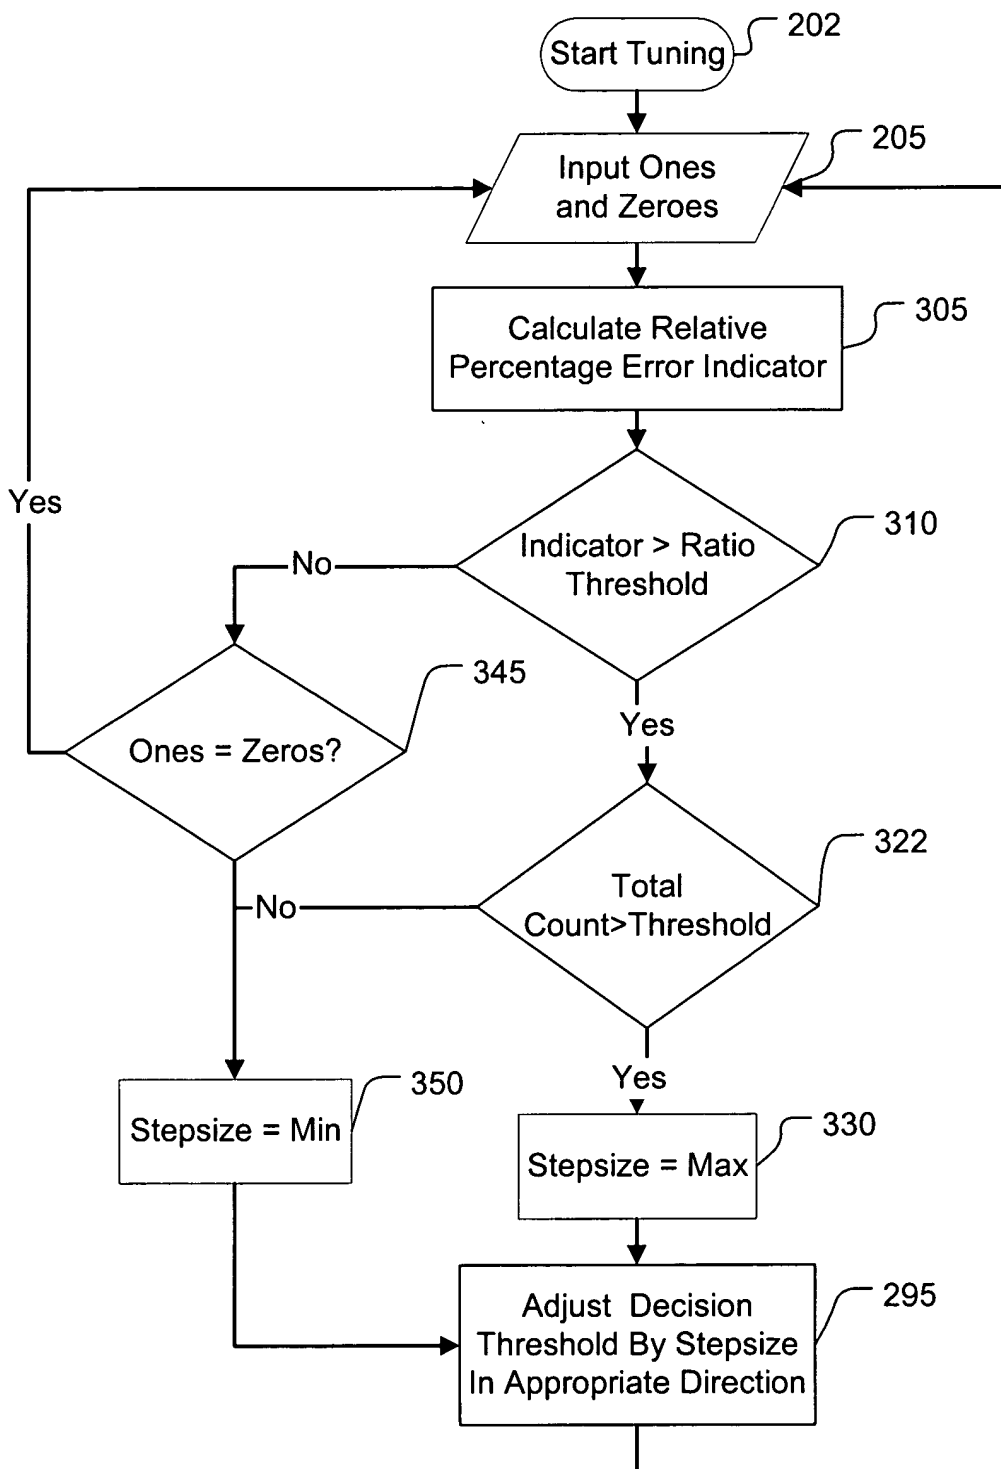 202
Start Tuning
205
Input Ones
and Zeroes
305
Calculate Relative
Percentage Error Indicator
Yes
310
Indicator > Ratio
Threshold
No
345
Ones = Zeros?
Yes
322
Total
Count>Threshold
No
Yes
350
Stepsize = Min
330
Stepsize = Max
295
Adjust Decision
Threshold By Stepsize
In Appropriate Direction